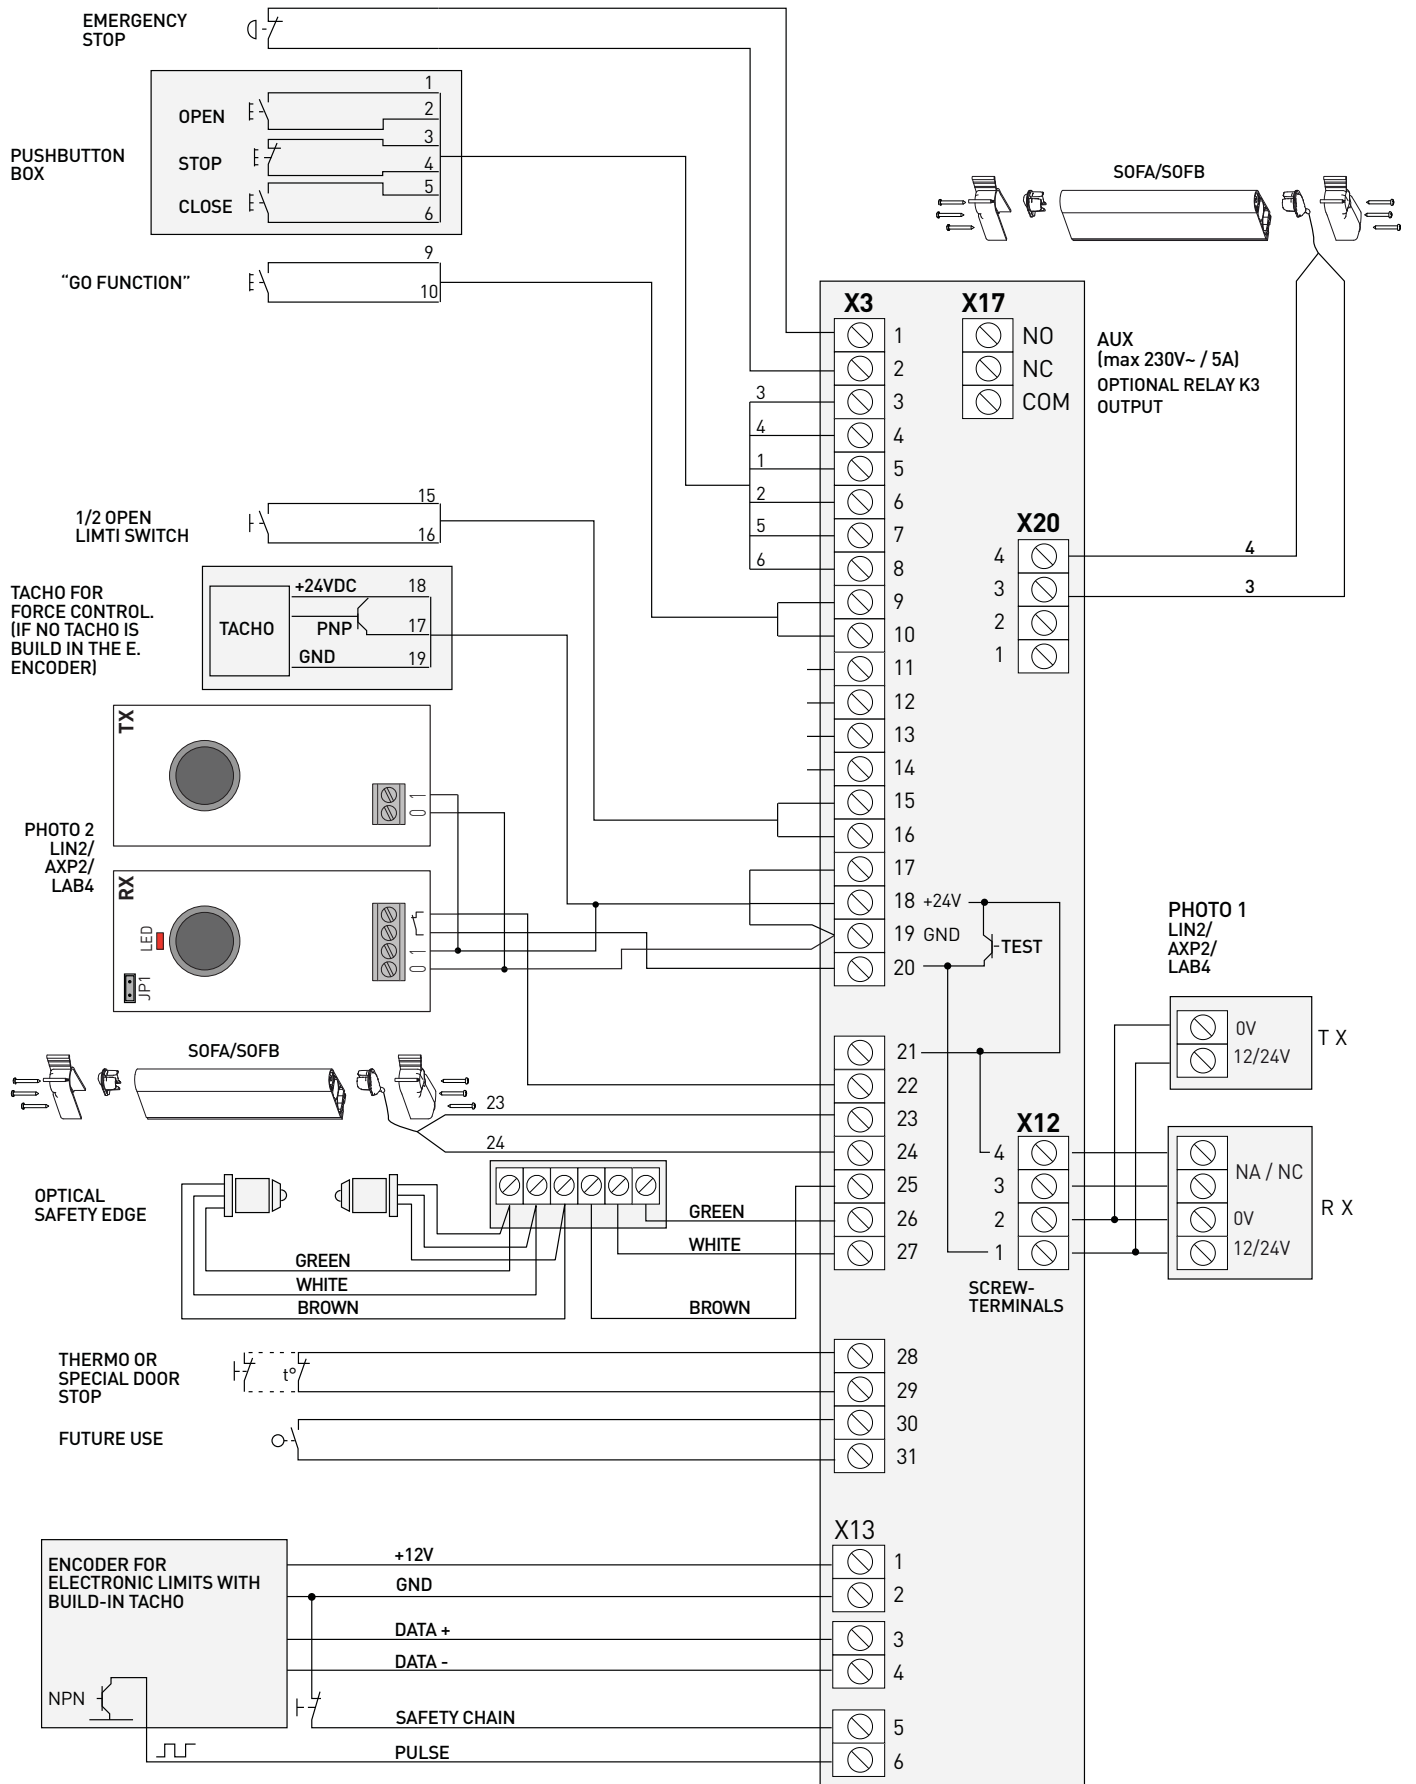 EMERGENCY
STOP
PUSHBUTTON
BOX
OPEN
STOP
CLOSE
1
2
3
4
5
6
"GO FUNCTION"
9
10
1/2 OPEN
LIMTI SWITCH
15
16
TACHO FOR
FORCE CONTROL.
(IF NO TACHO IS
BUILD IN THE E.
ENCODER)
TACHO
+24VDC
18
PNP
17
GND
19
PHOTO 2
LIN2/
AXP2/
LAB4
TX
1
0
RX
LED
JP1
1
0
SOFA/SOFB
23
24
OPTICAL
SAFETY EDGE
GREEN
WHITE
BROWN
GREEN
WHITE
BROWN
THERMO OR
SPECIAL DOOR
STOP
t°
FUTURE USE
ENCODER FOR
ELECTRONIC LIMITS WITH
BUILD-IN TACHO
NPN
+12V
GND
DATA +
DATA -
SAFETY CHAIN
PULSE
3
4
1
2
5
6
X3
1
2
3
4
5
6
7
8
9
10
11
12
13
14
15
16
17
18 +24V
19 GND
20
TEST
21
22
23
24
25
26
27
28
29
30
31
X13
1
2
3
4
5
6
X17
NO
NC
COM
AUX
(max 230V~ / 5A)
OPTIONAL RELAY K3
OUTPUT
SOFA/SOFB
X20
4
3
2
1
4
3
X12
4
3
2
1
SCREW-
TERMINALS
PHOTO 1
LIN2/
AXP2/
LAB4
0V
12/24V
T X
NA / NC
0V
12/24V
R X